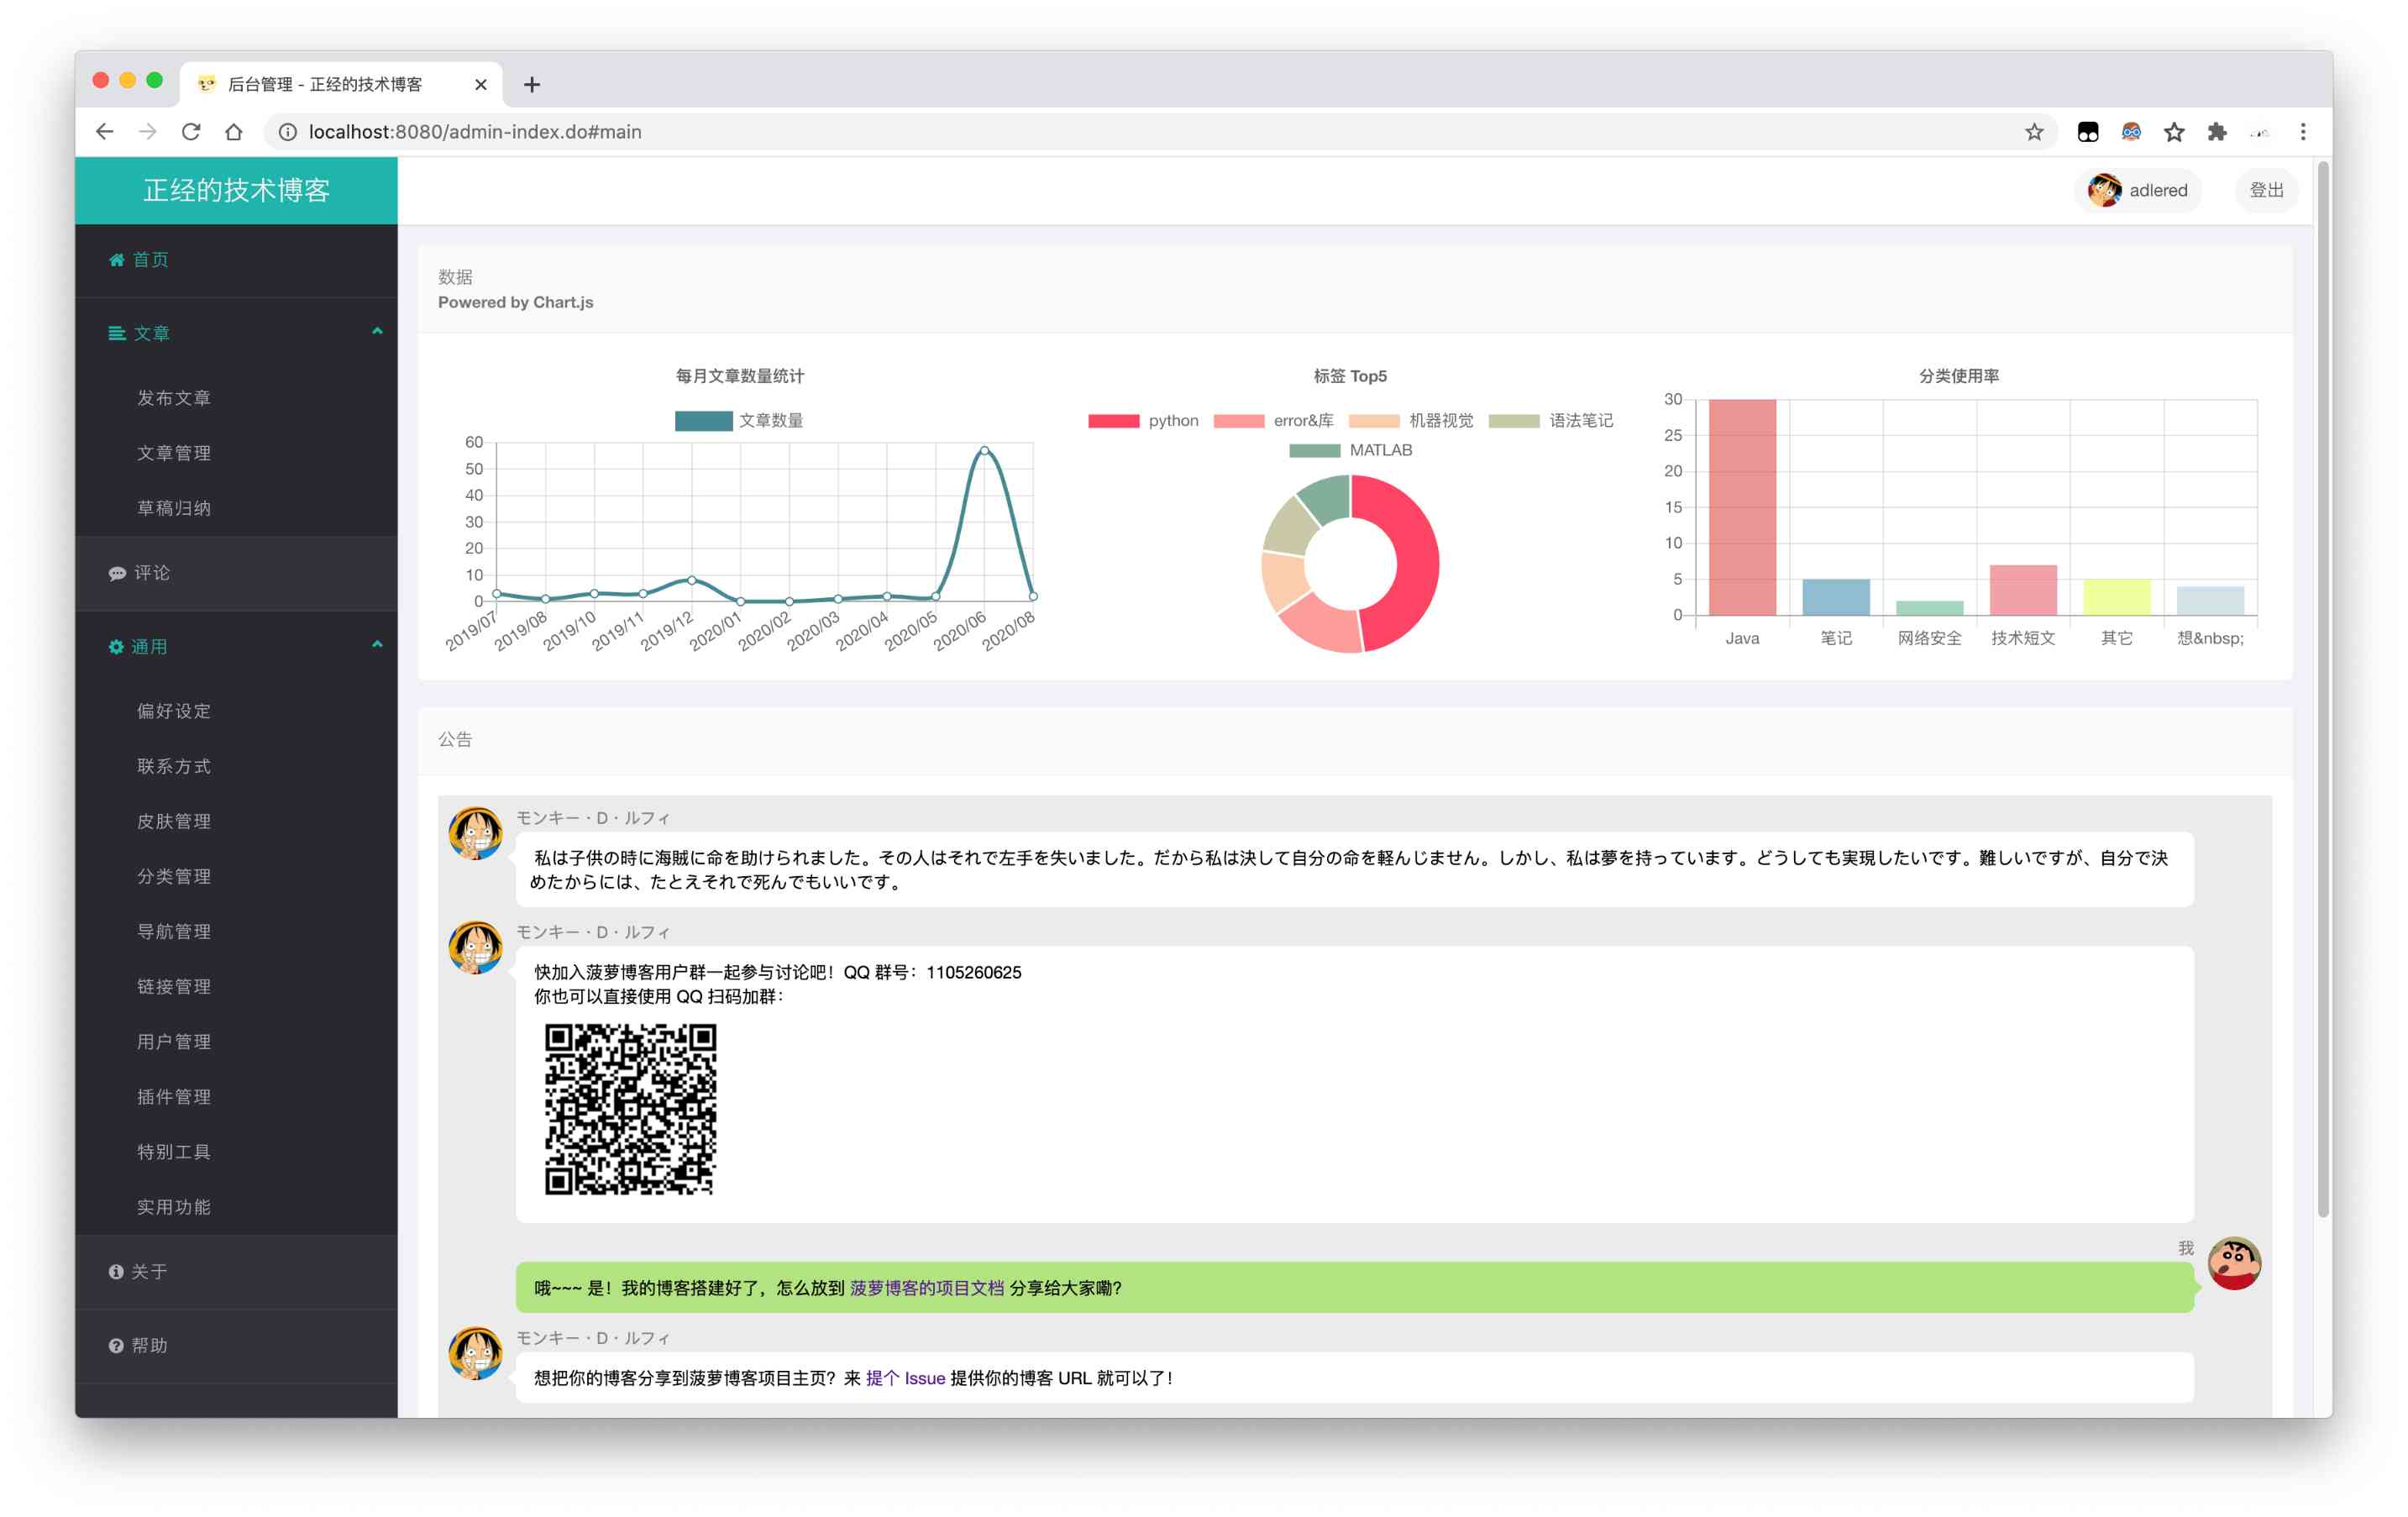 后台管理 - 正经的技术博客
localhost:8080/admin-index.do#main
正经的技术博客
adlered
登出
首页
文章
发布文章
文章管理
草稿归纳
评论
通用
偏好设定
联系方式
皮肤管理
分类管理
导航管理
链接管理
用户管理
插件管理
特别工具
实用功能
关于
帮助
数据
Powered by Chart.js
每月文章数量统计
文章数量
60
50
40
30
20
10
0
2019/07
2019/08
2019/10
2019/11
2019/12
2020/01
2020/02
2020/03
2020/04
2020/05
2020/06
2020/08
标签 Top5
python
error&库
机器视觉
语法笔记
MATLAB
分类使用率
30
25
20
15
10
5
0
Java
笔记
网络安全
技术短文
其它
想&nbsp;
公告
モンキー・D・ルフィ
私は子供の時に海賊に命を助けられました。その人はそれで左手を失いました。だから私は決して自分の命を軽んじません。しかし、私は夢を持っています。どうしても実現したいです。難しいですが、自分で決
めたからには、たとえそれで死んでもいいです。
モンキー・D・ルフィ
快加入菠萝博客用户群一起参与讨论吧！QQ 群号：1105260625
你也可以直接使用 QQ 扫码加群：
我
哦~~~ 是！我的博客搭建好了，怎么放到 菠萝博客的项目文档 分享给大家嘞？
モンキー・D・ルフィ
想把你的博客分享到菠萝博客项目主页？来 提个 Issue 提供你的博客 URL 就可以了！